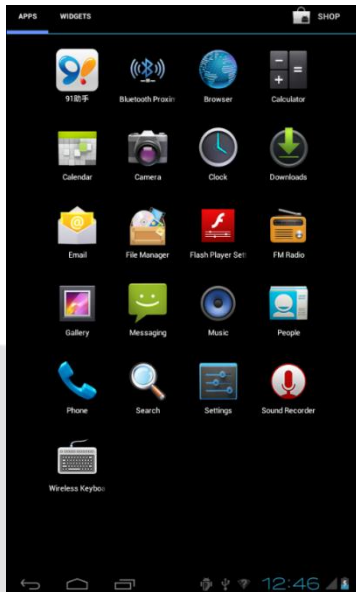 APPS WIDGETS SHOP
91助手 Bluetooth Proxim Browser Calculator
Calendar Camera Clock Downloads
Email File Manager Flash Player Sett FM Radio
Gallery Messaging Music People
Phone Search Settings Sound Recorder
Wireless Keyboa
12:46